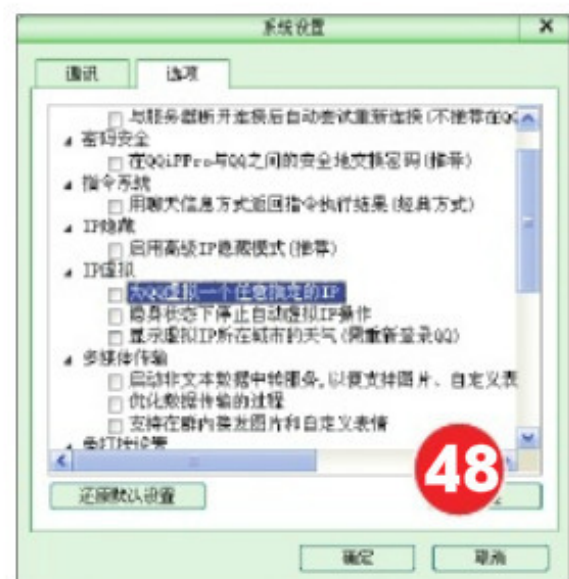 系统设置
通讯
选项
与服务器断开连接后自动尝试重新连接(不推荐在QQ
密码安全
在QQiPPro与QQ之间的安全地交换密码(推荐)
指令系统
用聊天信息方式返回指令执行结果(经典方式)
IP隐藏
启用高级IP隐藏模式(推荐)
IP虚拟
为QQ虚拟一个任意指定的IP
隐身状态下停止自动虚拟IP操作
显示虚拟IP所在城市的天气(需重新登录QQ)
多媒体传输
启动非文本数据中转服务,以便支持图片、自定义表
优化数据传输的过程
支持在群内接发图片和自定义表情
48
还原默认设置
确定
取消